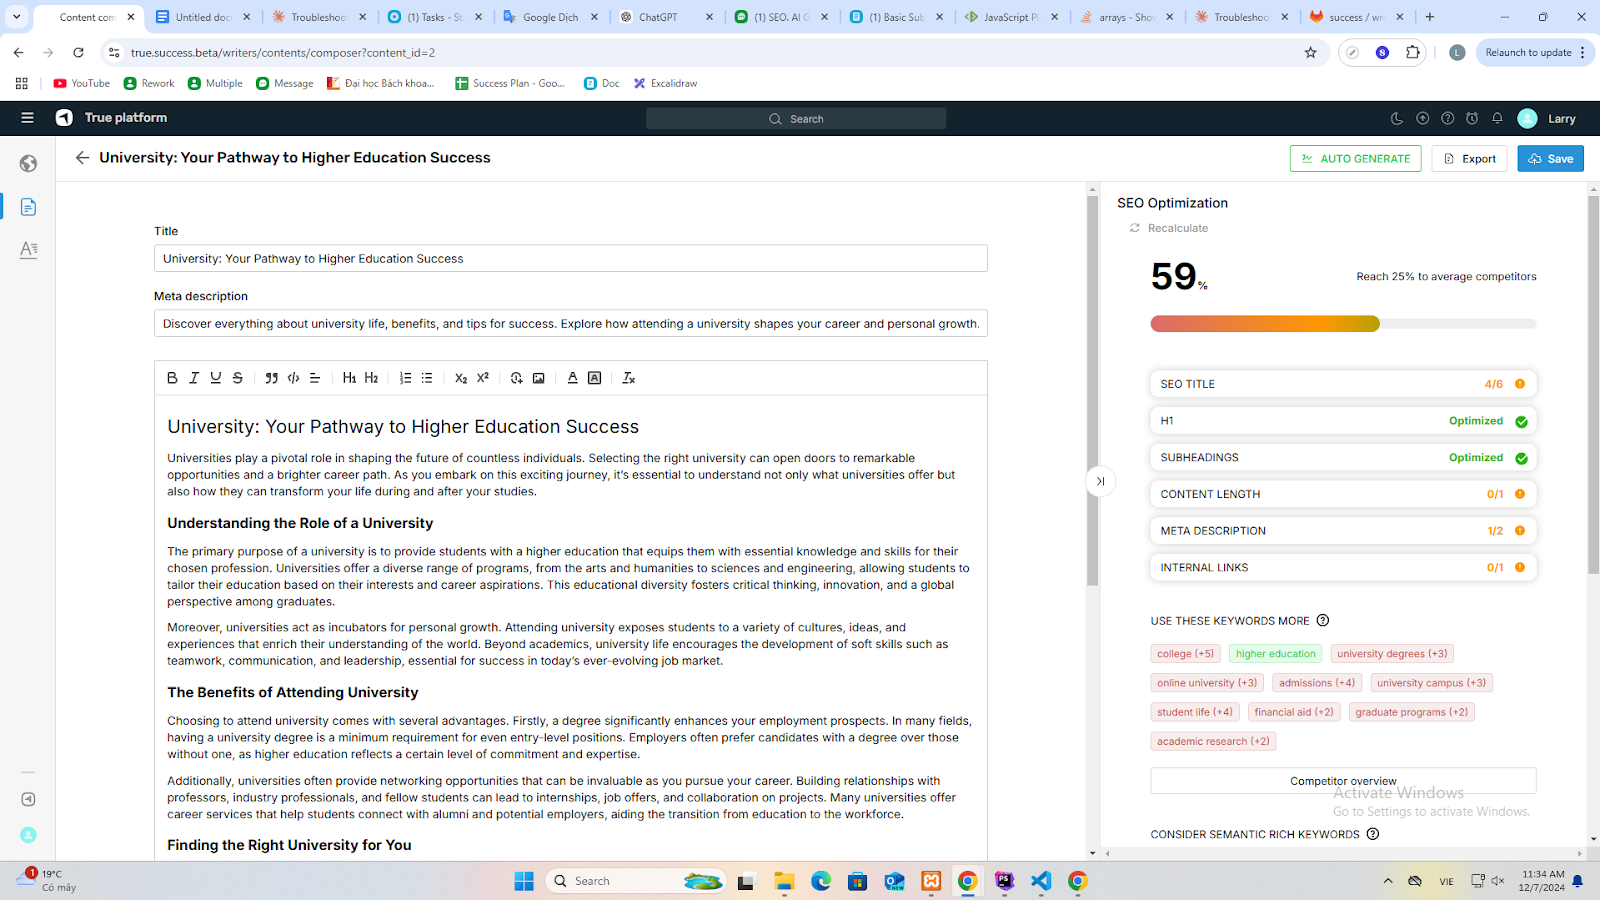 Content com
Untitled doc
Troubleshoo
(1) Tasks - St
Google Dịch
ChatGPT
(1) SEO. AI G
(1) Basic Sub
JavaScript Pl
arrays - Sho
Troubleshoo
success / wr
true.success.beta/writers/contents/composer?content_id=2
S
L
Relaunch to update
YouTube
Rework
Multiple
Message
Đại học Bách khoa...
Success Plan - Goo...
Doc
Excalidraw
True platform
Search
Larry
University: Your Pathway to Higher Education Success
AUTO GENERATE
Export
Save
Title
University: Your Pathway to Higher Education Success
Meta description
Discover everything about university life, benefits, and tips for success. Explore how attending a university shapes your career and personal growth.
University: Your Pathway to Higher Education Success
Universities play a pivotal role in shaping the future of countless individuals. Selecting the right university can open doors to remarkable
opportunities and a brighter career path. As you embark on this exciting journey, it's essential to understand not only what universities offer but
also how they can transform your life during and after your studies.
Understanding the Role of a University
The primary purpose of a university is to provide students with a higher education that equips them with essential knowledge and skills for their
chosen profession. Universities offer a diverse range of programs, from the arts and humanities to sciences and engineering, allowing students to
tailor their education based on their interests and career aspirations. This educational diversity fosters critical thinking, innovation, and a global
perspective among graduates.
Moreover, universities act as incubators for personal growth. Attending university exposes students to a variety of cultures, ideas, and
experiences that enrich their understanding of the world. Beyond academics, university life encourages the development of soft skills such as
teamwork, communication, and leadership, essential for success in today's ever-evolving job market.
The Benefits of Attending University
Choosing to attend university comes with several advantages. Firstly, a degree significantly enhances your employment prospects. In many fields,
having a university degree is a minimum requirement for even entry-level positions. Employers often prefer candidates with a degree over those
without one, as higher education reflects a certain level of commitment and expertise.
Additionally, universities often provide networking opportunities that can be invaluable as you pursue your career. Building relationships with
professors, industry professionals, and fellow students can lead to internships, job offers, and collaboration on projects. Many universities offer
career services that help students connect with alumni and potential employers, aiding the transition from education to the workforce.
Finding the Right University for You
SEO Optimization
Recalculate
59%
Reach 25% to average competitors
SEO TITLE 4/6
H1 Optimized
SUBHEADINGS Optimized
CONTENT LENGTH 0/1
META DESCRIPTION 1/2
INTERNAL LINKS 0/1
USE THESE KEYWORDS MORE
college (+5) higher education university degrees (+3)
online university (+3) admissions (+4) university campus (+3)
student life (+4) financial aid (+2) graduate programs (+2)
academic research (+2)
Competitor overview
Activate Windows
Go to Settings to activate Windows.
CONSIDER SEMANTIC RICH KEYWORDS
1
19°C
Có mây
Search
VIE
11:34 AM
12/7/2024